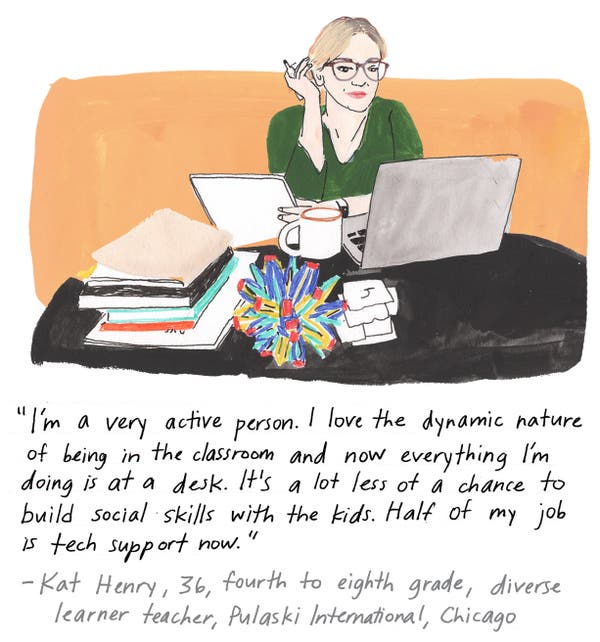 "I'm a very active person. I love the dynamic nature
of being in the classroom and now everything I'm
doing is at a desk. It's a lot less of a chance to
build social skills with the kids. Half of my job
is tech support now."
- Kat Henry, 36, fourth to eighth grade, diverse
learner teacher, Pulaski International, Chicago